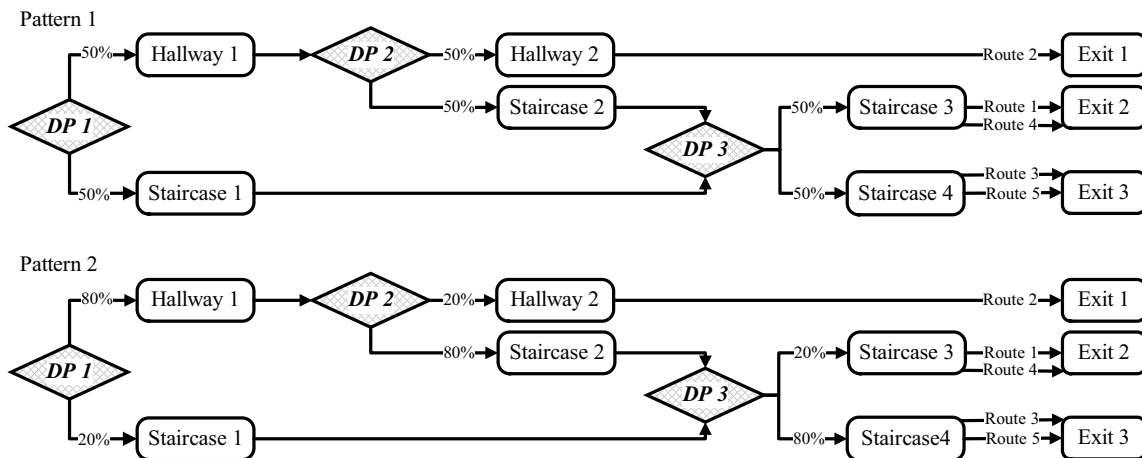 Pattern 1
50% Hallway 1 DP 2 50% Hallway 2 Route 2 Exit 1
50% Staircase 2 50% Staircase 3 Route 1 Exit 2
Route 4
DP 1
DP 3
50% Staircase 1 50% Staircase 4 Route 3 Exit 3
Route 5
Pattern 2
80% Hallway 1 DP 2 20% Hallway 2 Route 2 Exit 1
80% Staircase 2 20% Staircase 3 Route 1 Exit 2
Route 4
DP 1
DP 3
20% Staircase 1 80% Staircase4 Route 3 Exit 3
Route 5